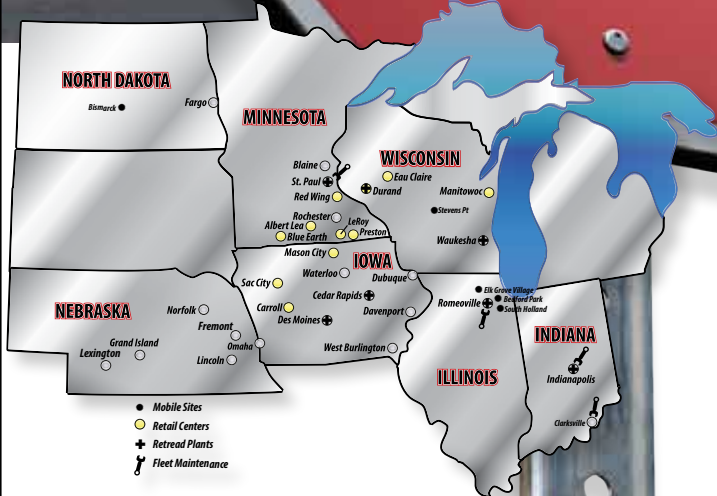 NORTH DAKOTA
Bismarck
Fargo
MINNESOTA
Blaine
St. Paul
Red Wing
Rochester
LeRoy
Albert Lea
Blue Earth
Preston
WISCONSIN
Eau Claire
Durand
Manitowoc
Stevens Pt
Waukesha
IOWA
Mason City
Waterloo
Dubuque
Sac City
Cedar Rapids
Carroll
Davenport
Des Moines
West Burlington
NEBRASKA
Norfolk
Fremont
Grand Island
Omaha
Lexington
Lincoln
Elk Grove Village
Bedford Park
Romeoville
South Holland
ILLINOIS
INDIANA
Indianapolis
Clarksville
Mobile Sites
Retail Centers
Retread Plants
Fleet Maintenance